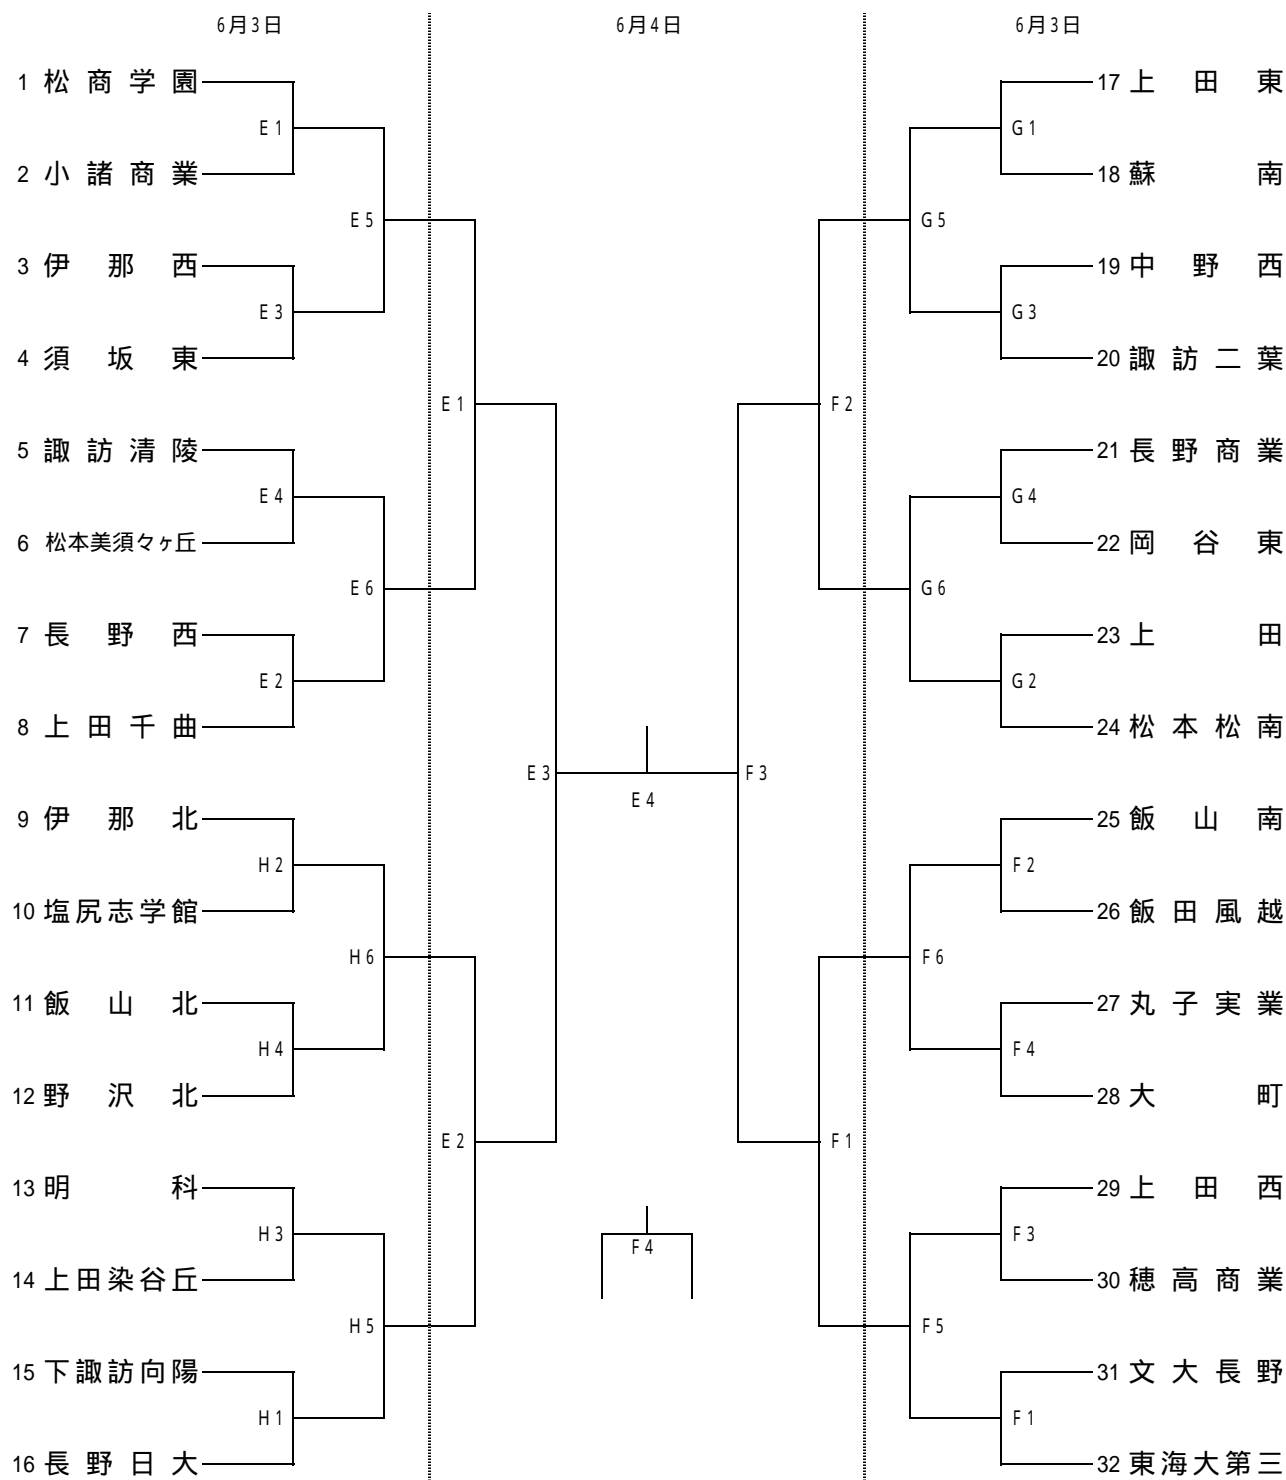 6月3日
6月4日
6月3日
1 松商学園
E1
2 小諸商業
E5
3 伊那西
E3
4 須坂東
E1
5 諏訪清陵
E4
6 松本美須々ヶ丘
E6
7 長野西
E2
8 上田千曲
E3
9 伊那北
H2
10 塩尻志学館
H6
11 飯山北
H4
12 野沢北
E2
13 明科
H3
14 上田染谷丘
H5
15 下諏訪向陽
H1
16 長野日大
E4
F4
17 上田東
G1
18 蘇南
G5
19 中野西
G3
20 諏訪二葉
F2
21 長野商業
G4
22 岡谷東
G6
23 上田
G2
24 松本松南
F3
25 飯山南
F2
26 飯田風越
F6
27 丸子実業
F4
28 大町
F1
29 上田西
F3
30 穂高商業
F5
31 文大長野
F1
32 東海大第三